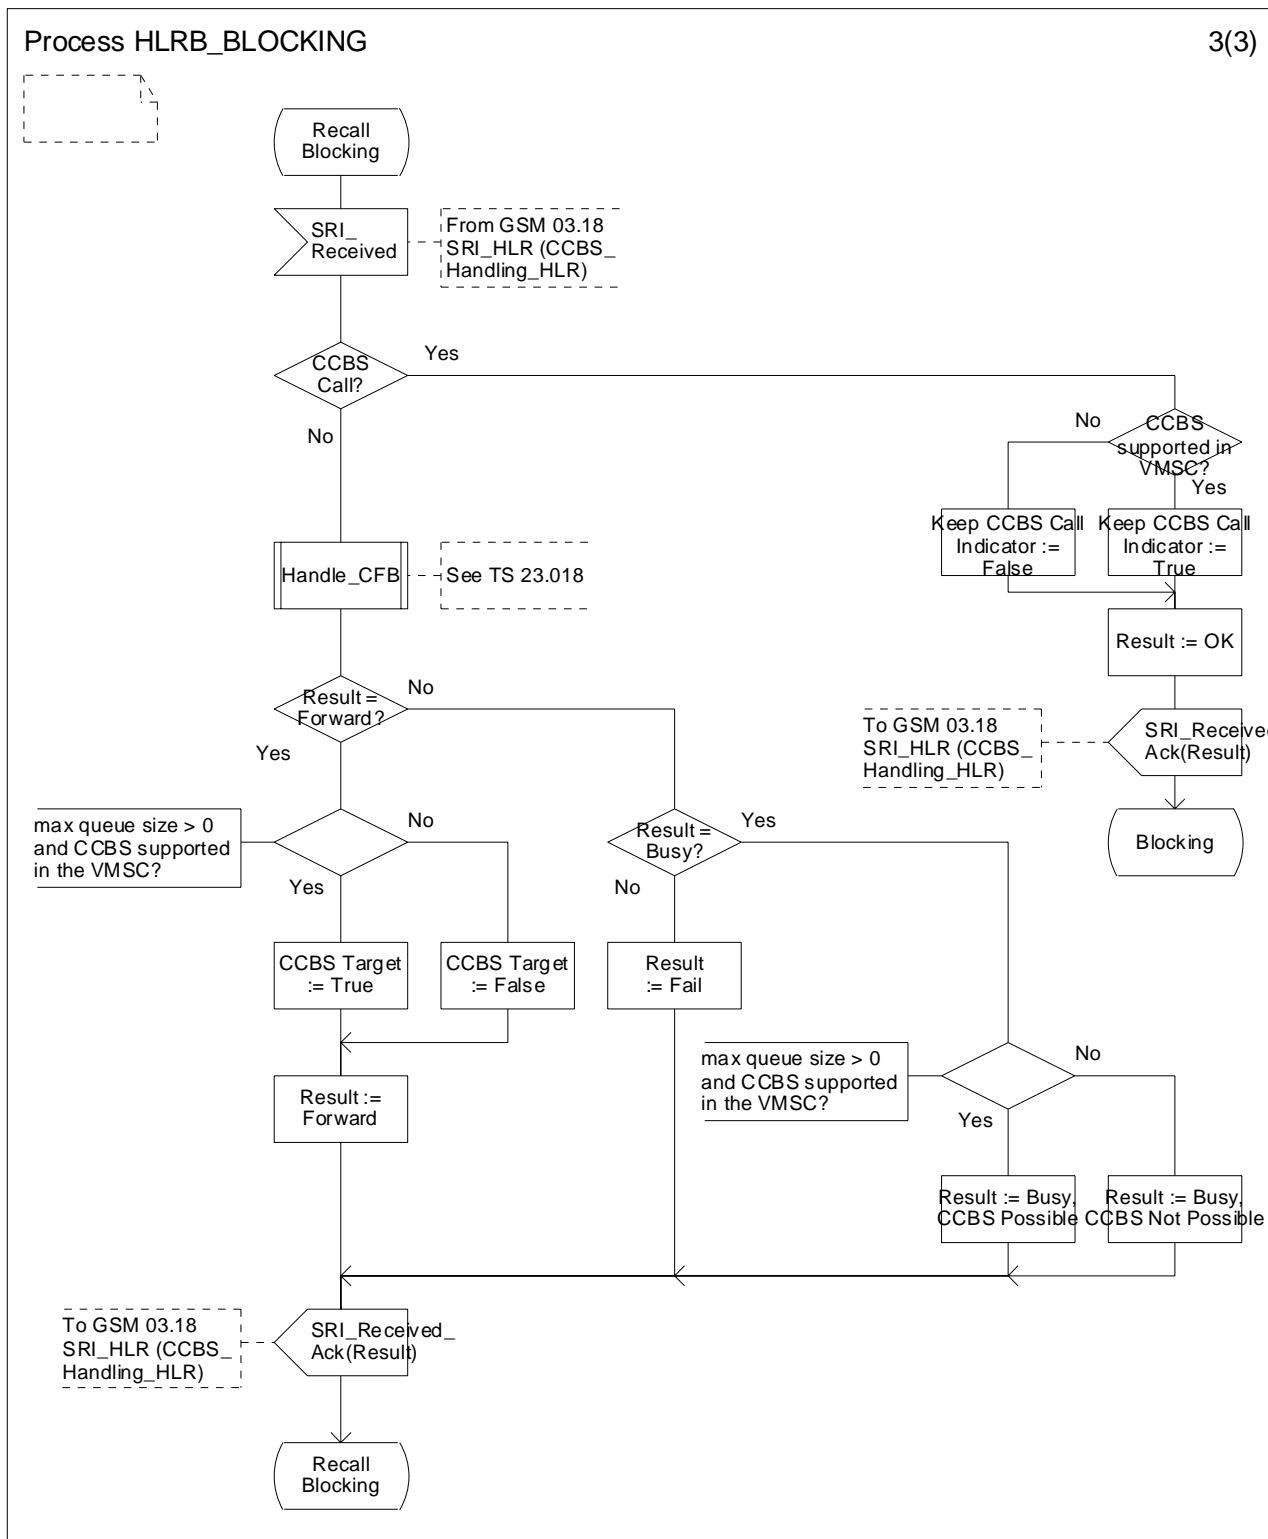 Process HLRB_BLOCKING
3(3)
Recall
Blocking
SRI_
Received
From GSM 03.18
SRI_HLR (CCBS_
Handling_HLR)
CCBS
Call?
Yes
No
No
CCBS
supported in
VMSC?
Yes
Keep CCBS Call
Indicator :=
False
Keep CCBS Call
Indicator :=
True
Handle_CFB
See TS 23.018
Result := OK
Result =
Forward?
No
Yes
To GSM 03.18
SRI_HLR (CCBS_
Handling_HLR)
SRI_Received
Ack(Result)
Blocking
max queue size > 0
and CCBS supported
in the VMSC?
No
Yes
Result =
Busy?
Yes
No
CCBS Target
:= True
CCBS Target
:= False
Result
:= Fail
Result :=
Forward
max queue size > 0
and CCBS supported
in the VMSC?
No
Yes
Result := Busy,
CCBS Possible
Result := Busy,
CCBS Not Possible
To GSM 03.18
SRI_HLR (CCBS_
Handling_HLR)
SRI_Received_
Ack(Result)
Recall
Blocking